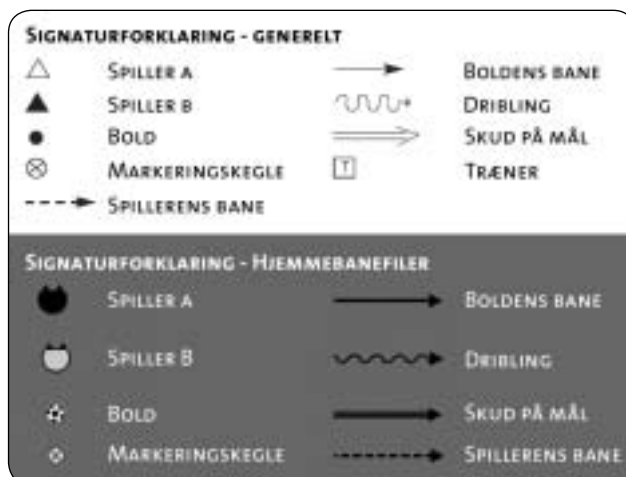 SIGNATURFORKLARING - GENERELT
SPILLER A BOLDENS BANE
SPILLER B DRIBLING
BOLD SKUD PÅ MÅL
MARKERINGSKEGLE T TRÆNER
SPILLERENS BANE
SIGNATURFORKLARING - HJEMMEBANEFILER
SPILLER A BOLDENS BANE
SPILLER B DRIBLING
BOLD SKUD PÅ MÅL
MARKERINGSKEGLE SPILLERENS BANE